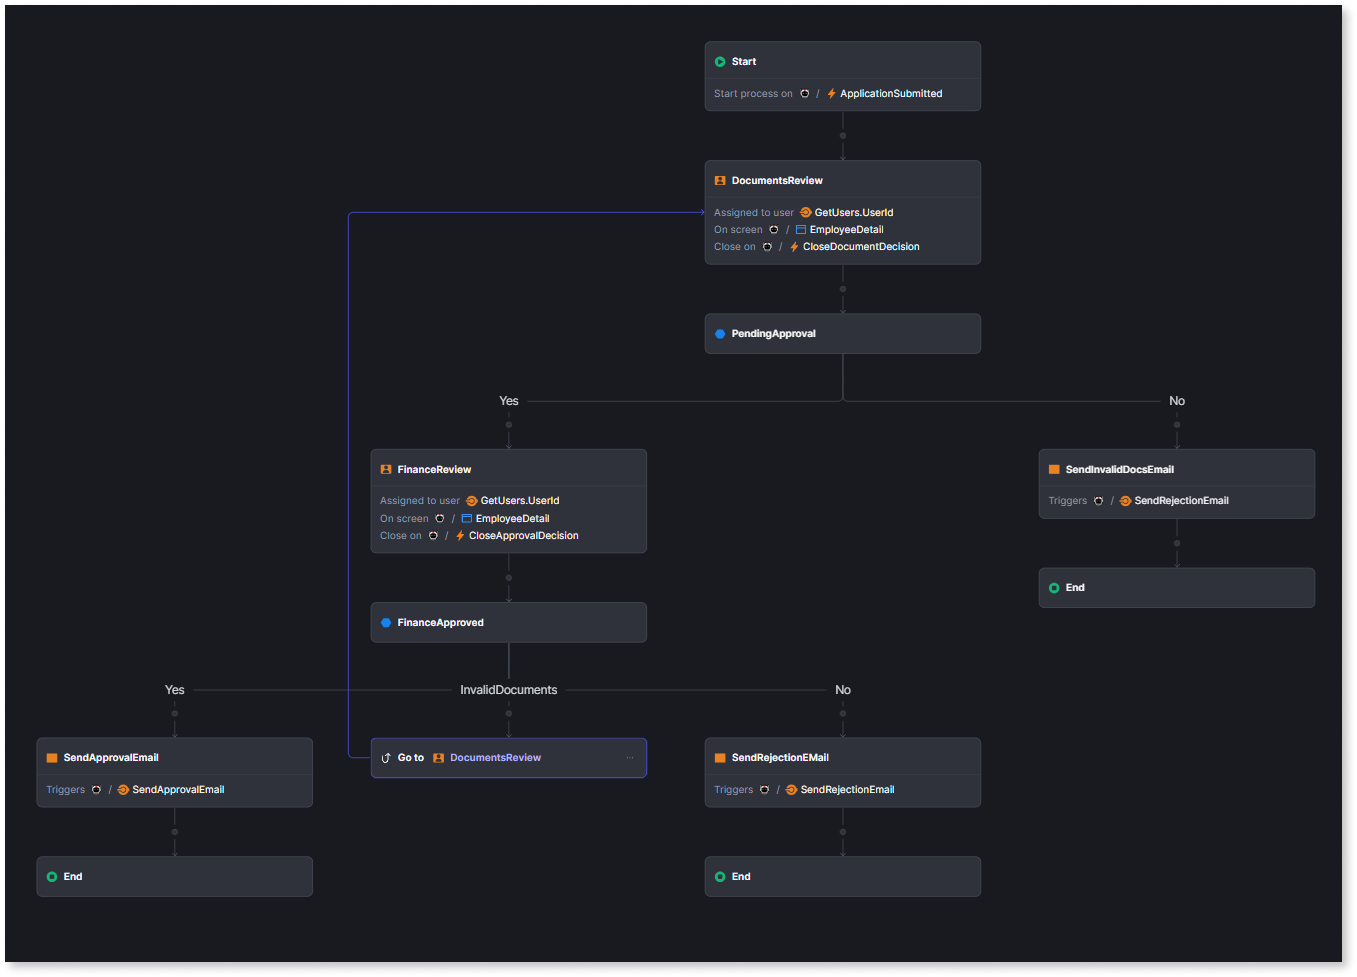 Start
Start process on / ApplicationSubmitted
DocumentsReview
Assigned to user GetUsers.UserId
On screen / EmployeeDetail
Close on / CloseDocumentDecision
PendingApproval
Yes
No
FinanceReview
Assigned to user GetUsers.UserId
On screen / EmployeeDetail
Close on / CloseApprovalDecision
SendInvalidDocsEmail
Triggers / SendRejectionEmail
End
FinanceApproved
Yes
InvalidDocuments
No
SendApprovalEmail
Triggers / SendApprovalEmail
Go to DocumentsReview ...
SendRejectionEMail
Triggers / SendRejectionEmail
End
End